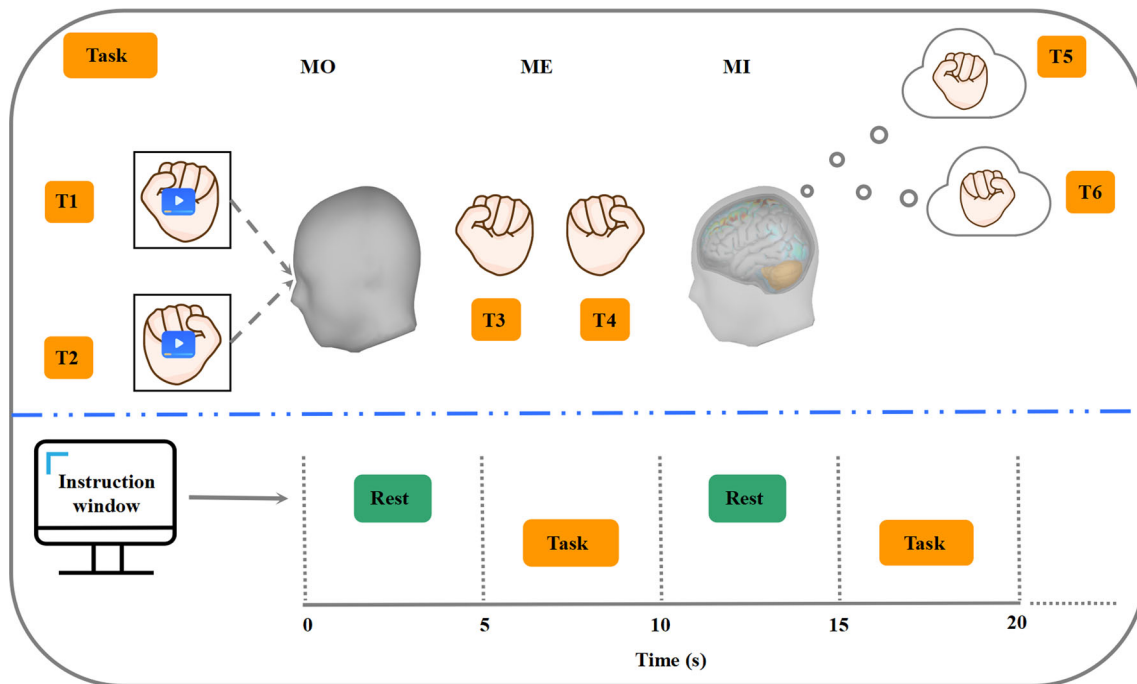 Task
MO
ME
MI
T5
T6
T1
T2
T3
T4
Instruction
window
Rest
Task
Rest
Task
0
5
10
15
20
Time (s)